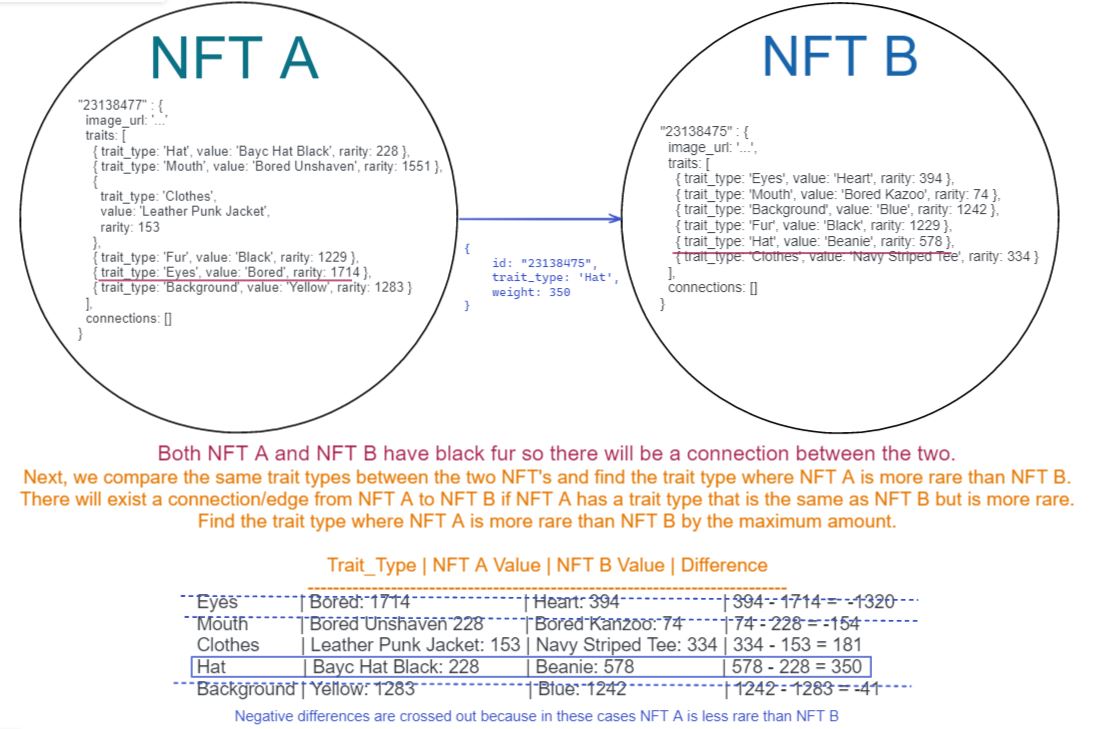 NFT A
"23138477" : {
image_url: '...'
traits: [
{ trait_type: 'Hat', value: 'Bayc Hat Black', rarity: 228 },
{ trait_type: 'Mouth', value: 'Bored Unshaven', rarity: 1551 },
{
trait_type: 'Clothes',
value: 'Leather Punk Jacket',
rarity: 153
},
{ trait_type: 'Fur', value: 'Black', rarity: 1229 },
{ trait_type: 'Eyes', value: 'Bored', rarity: 1714 },
{ trait_type: 'Background', value: 'Yellow', rarity: 1283 }
],
connections: []
}
{
id: "23138475",
trait_type: 'Hat',
weight: 350
}
NFT B
"23138475" : {
image_url: '...',
traits: [
{ trait_type: 'Eyes', value: 'Heart', rarity: 394 },
{ trait_type: 'Mouth', value: 'Bored Kazoo', rarity: 74 },
{ trait_type: 'Background', value: 'Blue', rarity: 1242 },
{ trait_type: 'Fur', value: 'Black', rarity: 1229 },
{ trait_type: 'Hat', value: 'Beanie', rarity: 578 },
{ trait_type: 'Clothes', value: 'Navy Striped Tee', rarity: 334 }
],
connections: []
}
Both NFT A and NFT B have black fur so there will be a connection between the two.
Next, we compare the same trait types between the two NFT's and find the trait type where NFT A is more rare than NFT B.
There will exist a connection/edge from NFT A to NFT B if NFT A has a trait type that is the same as NFT B but is more rare.
Find the trait type where NFT A is more rare than NFT B by the maximum amount.
Trait_Type | NFT A Value | NFT B Value | Difference
Eyes | Bored: 1714 | Heart: 394 | 394 - 1714 = -1320
Mouth | Bored Unshaven 228 | Bored Kanzoo: 74 | 74 - 228 = -154
Clothes | Leather Punk Jacket: 153 | Navy Striped Tee: 334 | 334 - 153 = 181
Hat | Bayc Hat Black: 228 | Beanie: 578 | 578 - 228 = 350
Background | Yellow: 1283 | Blue: 1242 | 1242 - 1283 = -41
Negative differences are crossed out because in these cases NFT A is less rare than NFT B